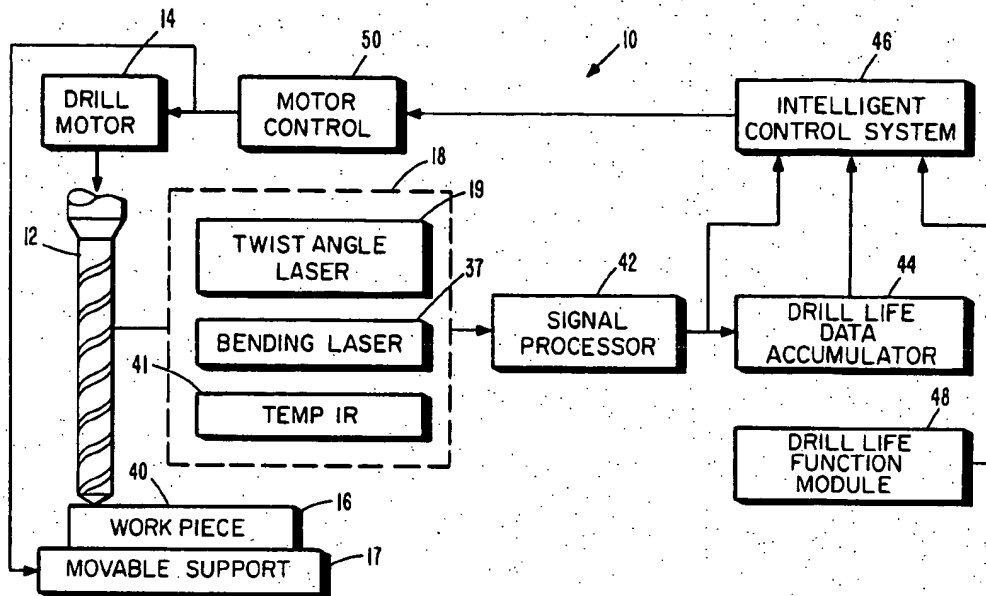 14
50
10
46
DRILL
MOTOR
MOTOR
CONTROL
INTELLIGENT
CONTROL SYSTEM
18
19
12
TWIST ANGLE
LASER
37
42
44
BENDING LASER
SIGNAL
PROCESSOR
DRILL LIFE
DATA
ACCUMULATOR
41
TEMP IR
48
40
DRILL LIFE
FUNCTION
MODULE
WORK PIECE
16
MOVABLE SUPPORT
17